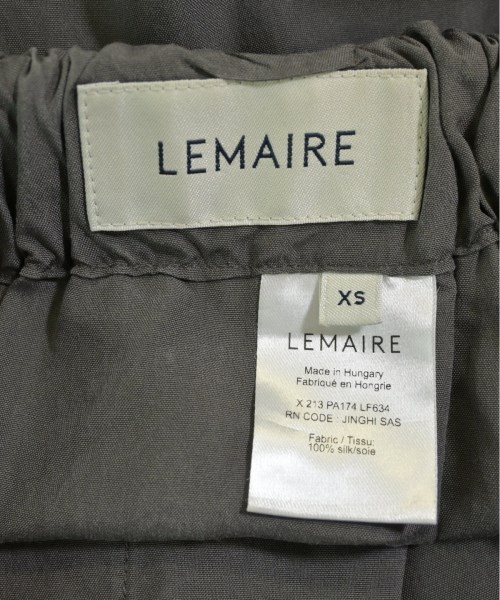 LEMAIRE
XS
LEMAIRE
Made in Hungary
Fabriqué en Hongrie
X 213 PA174 LF634
RN CODE : JINGHI SAS
Fabric / Tissu:
100% silk/soie